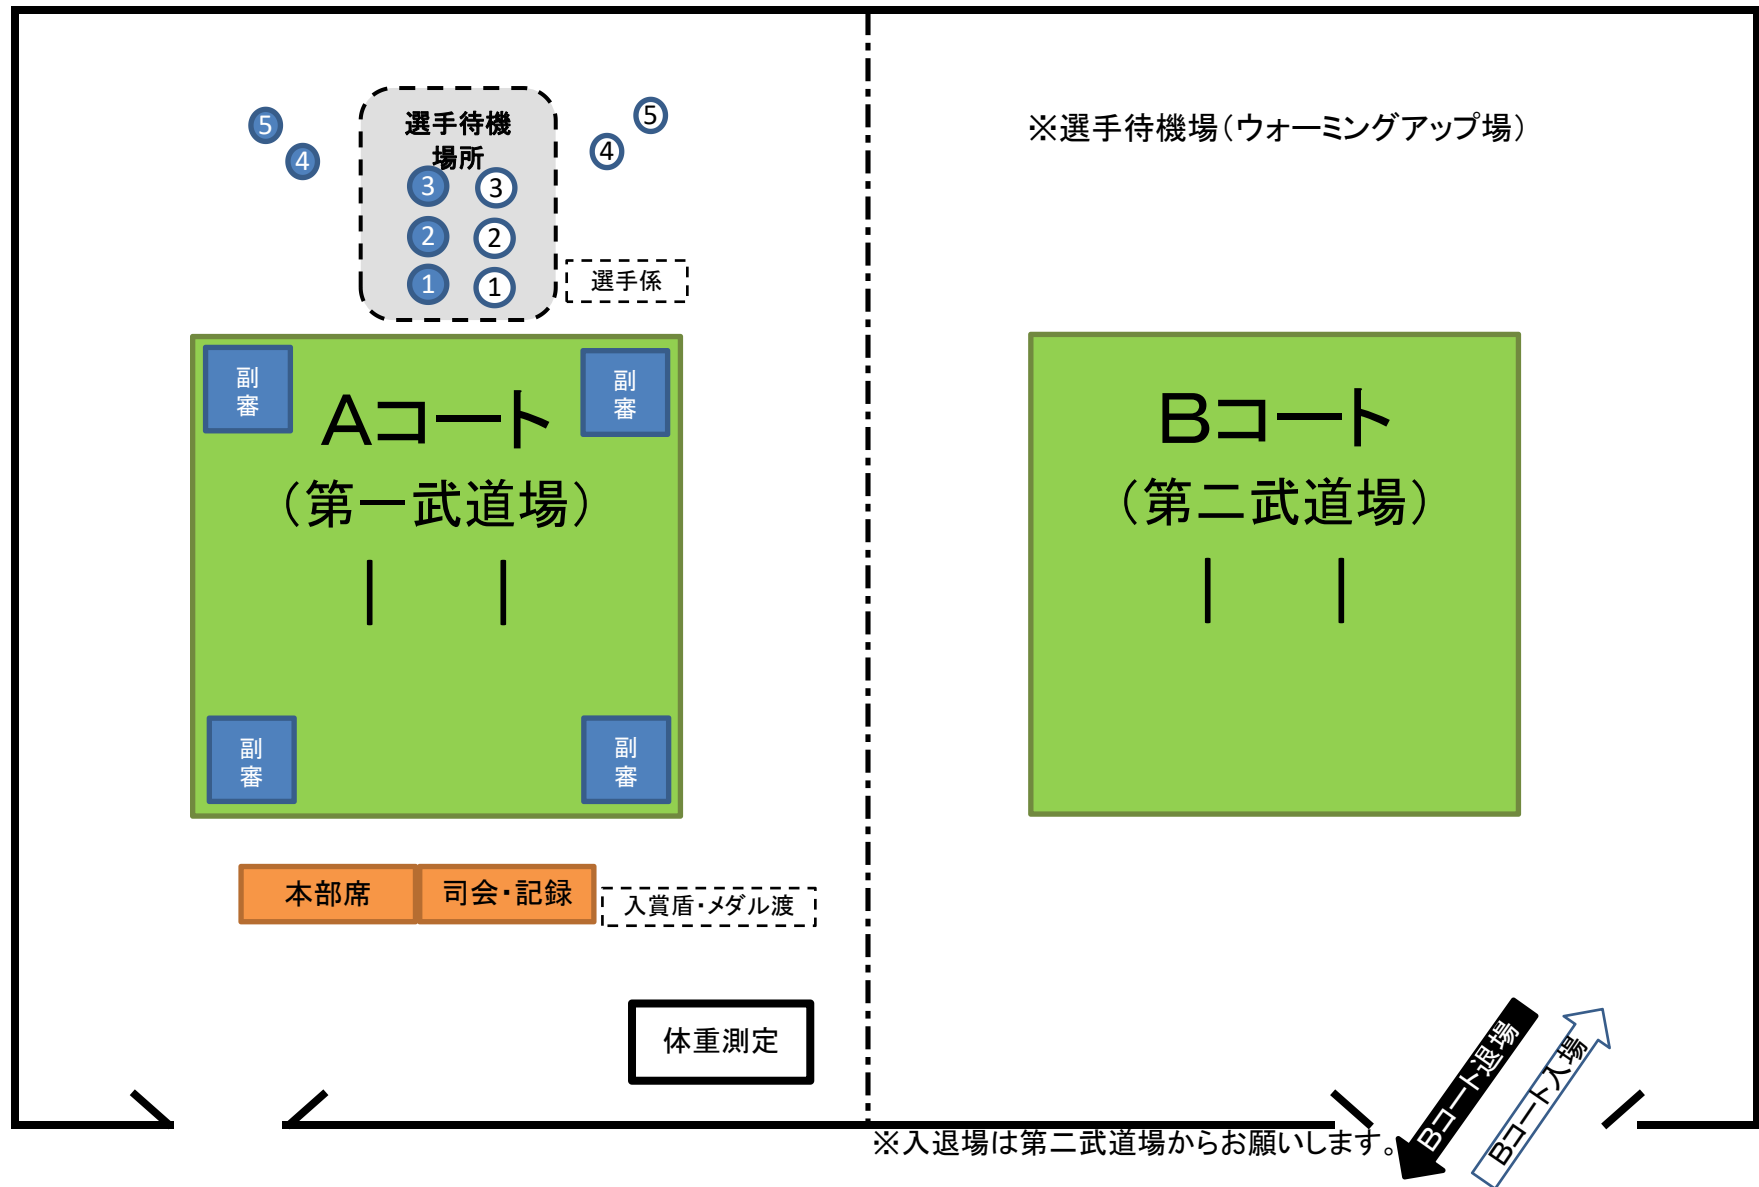 選手待機
場所
5
4
3
2
1
5
4
3
2
1
選手係
副
審
副
審
Aコート
(第一武道場)
副
審
副
審
本部席
司会・記録
入賞盾・メダル渡
体重測定
※選手待機場(ウォーミングアップ場)
Bコート
(第二武道場)
Bコート退場
Bコート入場
※入退場は第二武道場からお願いします。